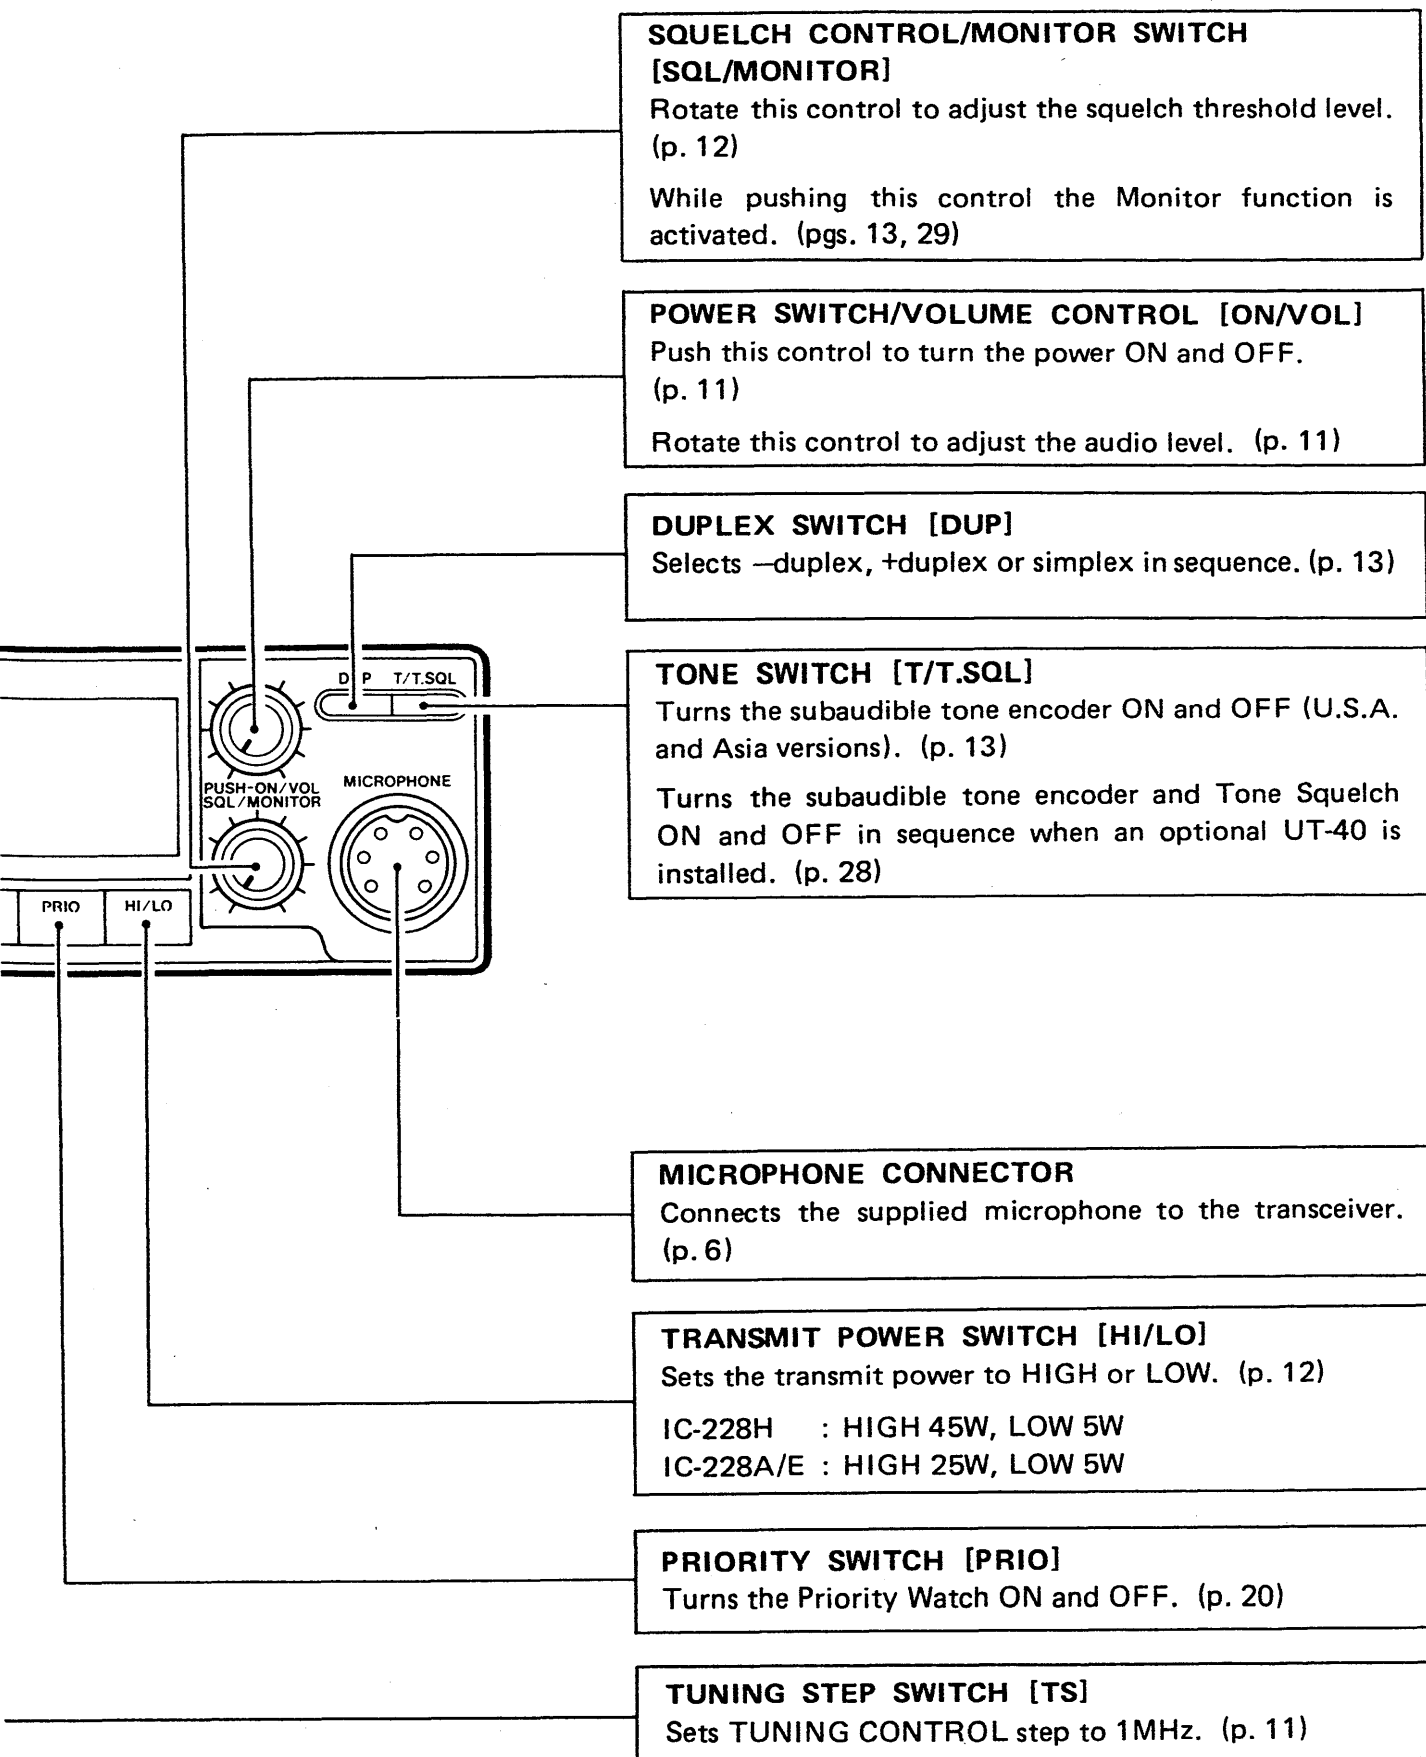 SQUELCH CONTROL/MONITOR SWITCH
[SQL/MONITOR]
Rotate this control to adjust the squelch threshold level.
(p. 12)
While pushing this control the Monitor function is
activated. (pgs. 13, 29)
POWER SWITCH/VOLUME CONTROL [ON/VOL]
Push this control to turn the power ON and OFF.
(p. 11)
Rotate this control to adjust the audio level. (p. 11)
DUPLEX SWITCH [DUP]
Selects —duplex, +duplex or simplex in sequence. (p. 13)
TONE SWITCH [T/T.SQL]
Turns the subaudible tone encoder ON and OFF (U.S.A.
and Asia versions). (p. 13)
Turns the subaudible tone encoder and Tone Squelch
ON and OFF in sequence when an optional UT-40 is
installed. (p. 28)
D P T/T.SQL
PUSH-ON/VOL
SQL/MONITOR
MICROPHONE
PRIO HI/LO
MICROPHONE CONNECTOR
Connects the supplied microphone to the transceiver.
(p. 6)
TRANSMIT POWER SWITCH [HI/LO]
Sets the transmit power to HIGH or LOW. (p. 12)
IC-228H : HIGH 45W, LOW 5W
IC-228A/E : HIGH 25W, LOW 5W
PRIORITY SWITCH [PRIO]
Turns the Priority Watch ON and OFF. (p. 20)
TUNING STEP SWITCH [TS]
Sets TUNING CONTROL step to 1MHz. (p. 11)